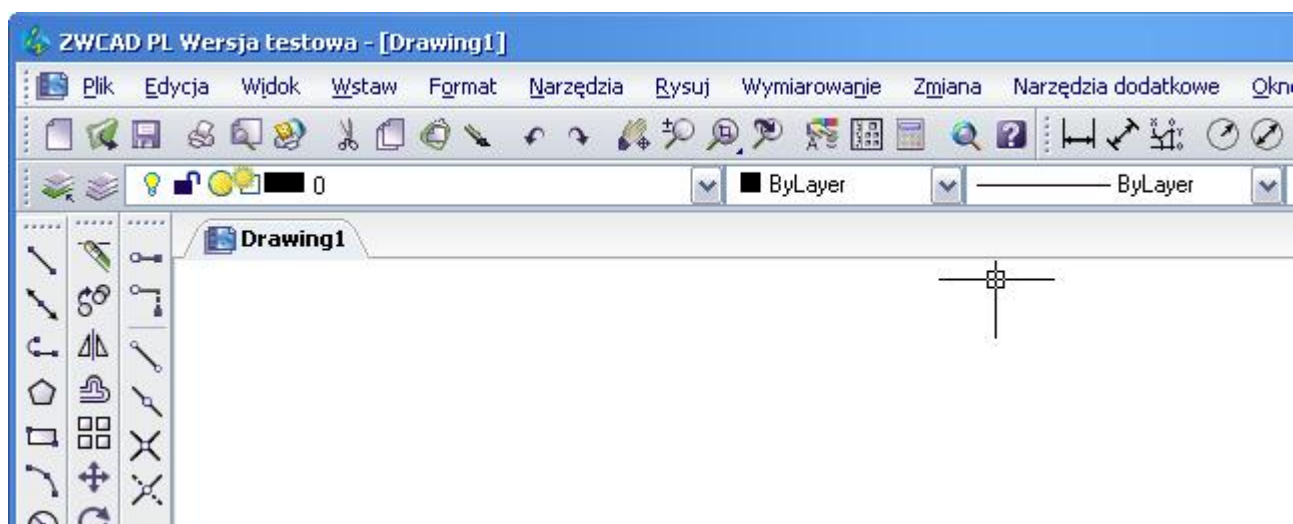 ZWCAD PL Wersja testowa - [Drawing1]
Plik Edycja Widok Wstaw Format Narzędzia Rysuj Wymiarowanie Zmiana Narzędzia dodatkowe Okno
0 ByLayer ByLayer
Drawing1